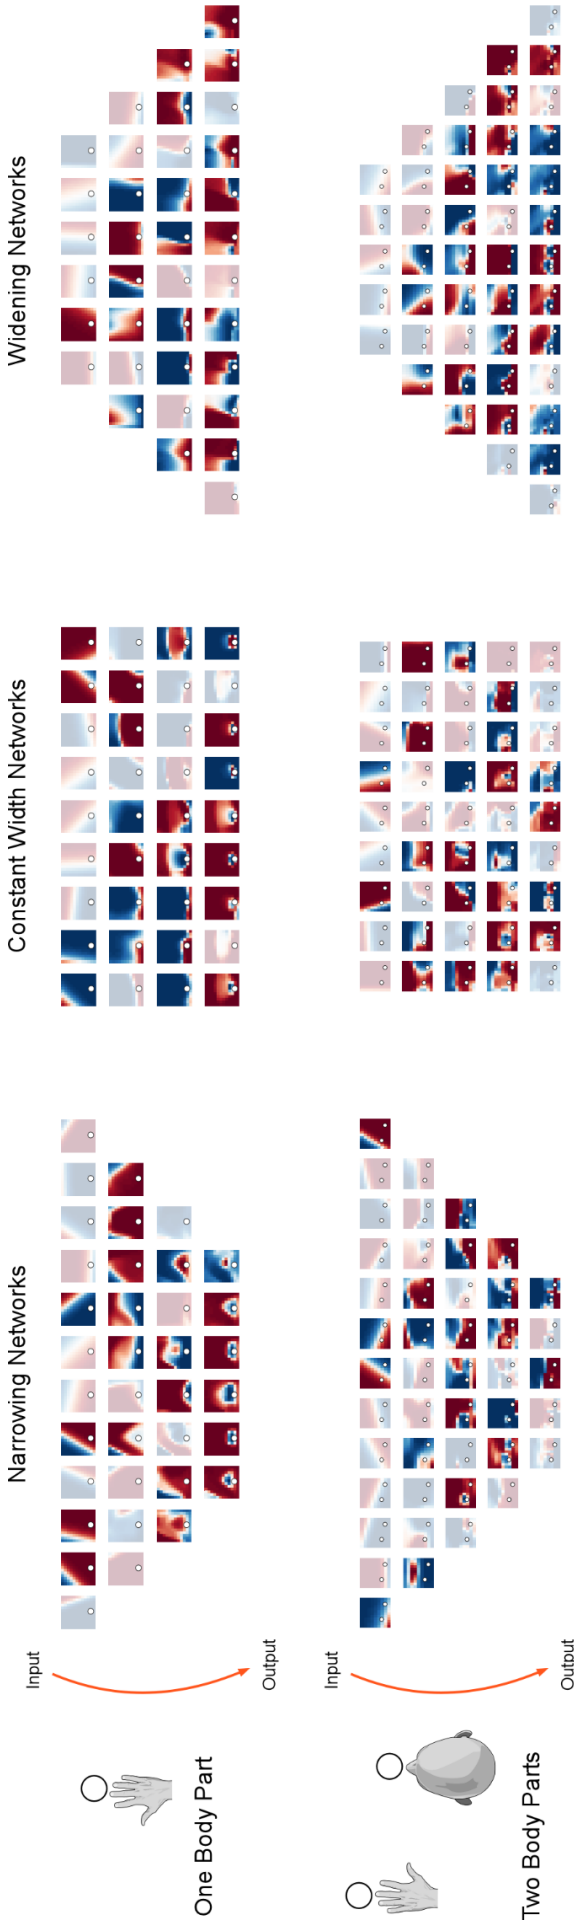 Narrowing Networks
Constant Width Networks
Widening Networks
Input
Output
One Body Part
Input
Output
Two Body Parts